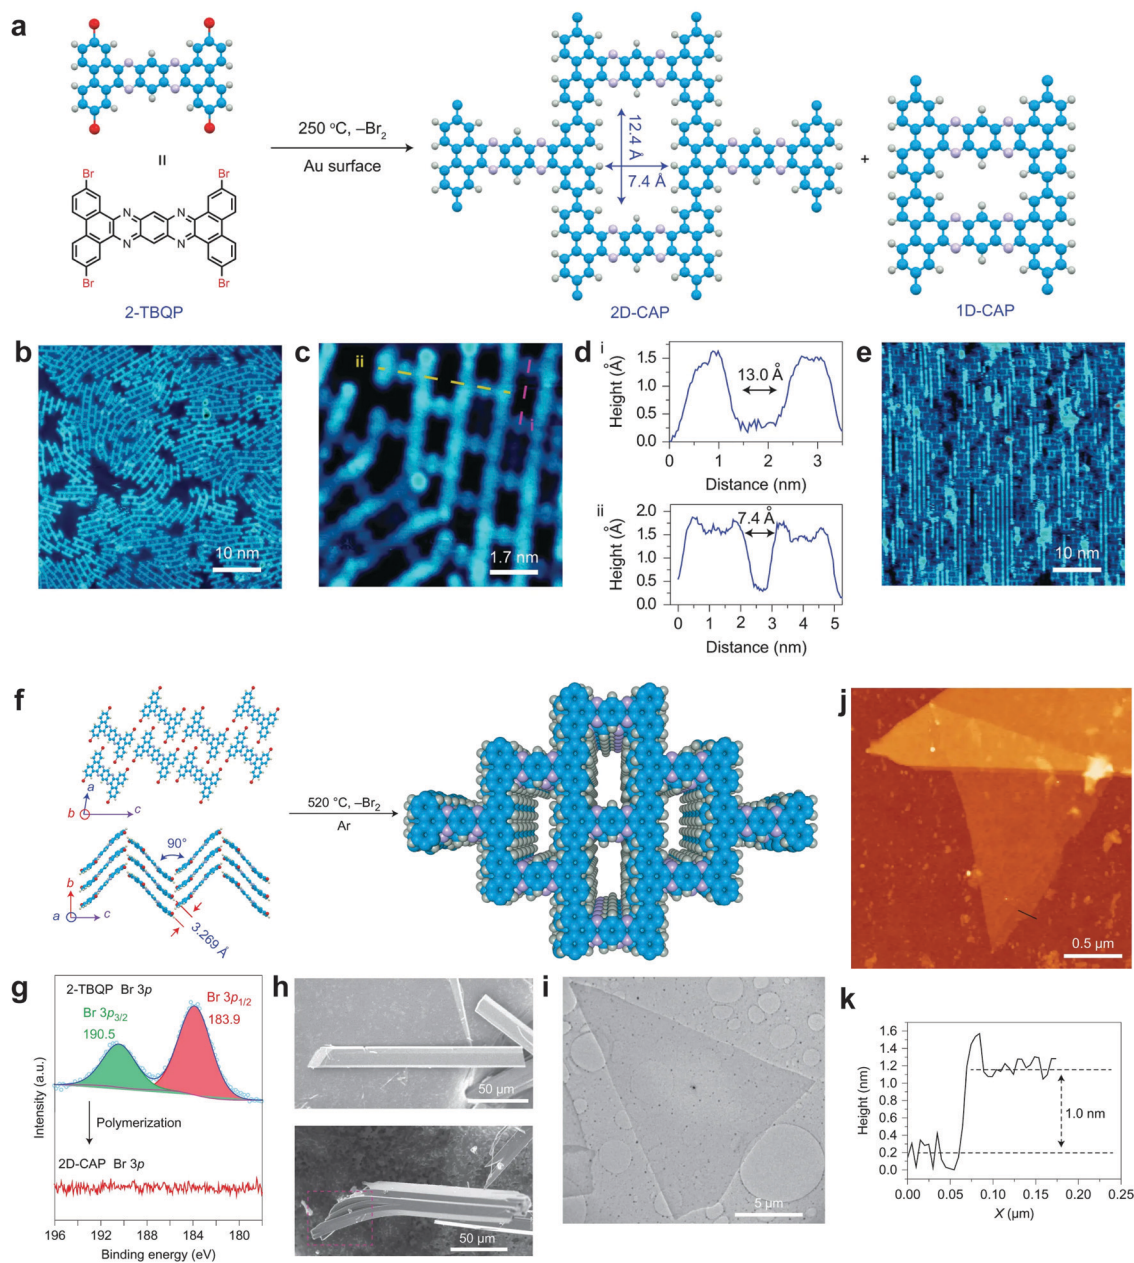 a
250 °C, –Br2
Au surface
12.4 Å
7.4 Å
+
=
Br
Br
N
N
N
N
Br
Br
2-TBQP
2D-CAP
1D-CAP
b
10 nm
c
ii
1.7 nm
d
i
Height (Å)
1.5
1.0
0.5
0.0
13.0 Å
0 1 2 3
Distance (nm)
ii
Height (Å)
2.0
1.5
1.0
0.5
0.0
7.4 Å
0 1 2 3 4 5
Distance (nm)
e
10 nm
f
a
b
c
90°
b
a
c
3.269 Å
520 °C, –Br2
Ar
j
0.5 µm
g
2-TBQP Br 3p
Br 3p1/2
183.9
Br 3p3/2
190.5
Intensity (a.u.)
Polymerization
2D-CAP Br 3p
196 192 188 184 180
Binding energy (eV)
h
50 µm
50 µm
i
5 µm
k
Height (nm)
1.6
1.4
1.2
1.0
0.8
0.6
0.4
0.2
0.0
1.0 nm
0.00 0.05 0.10 0.15 0.20 0.25
X (µm)